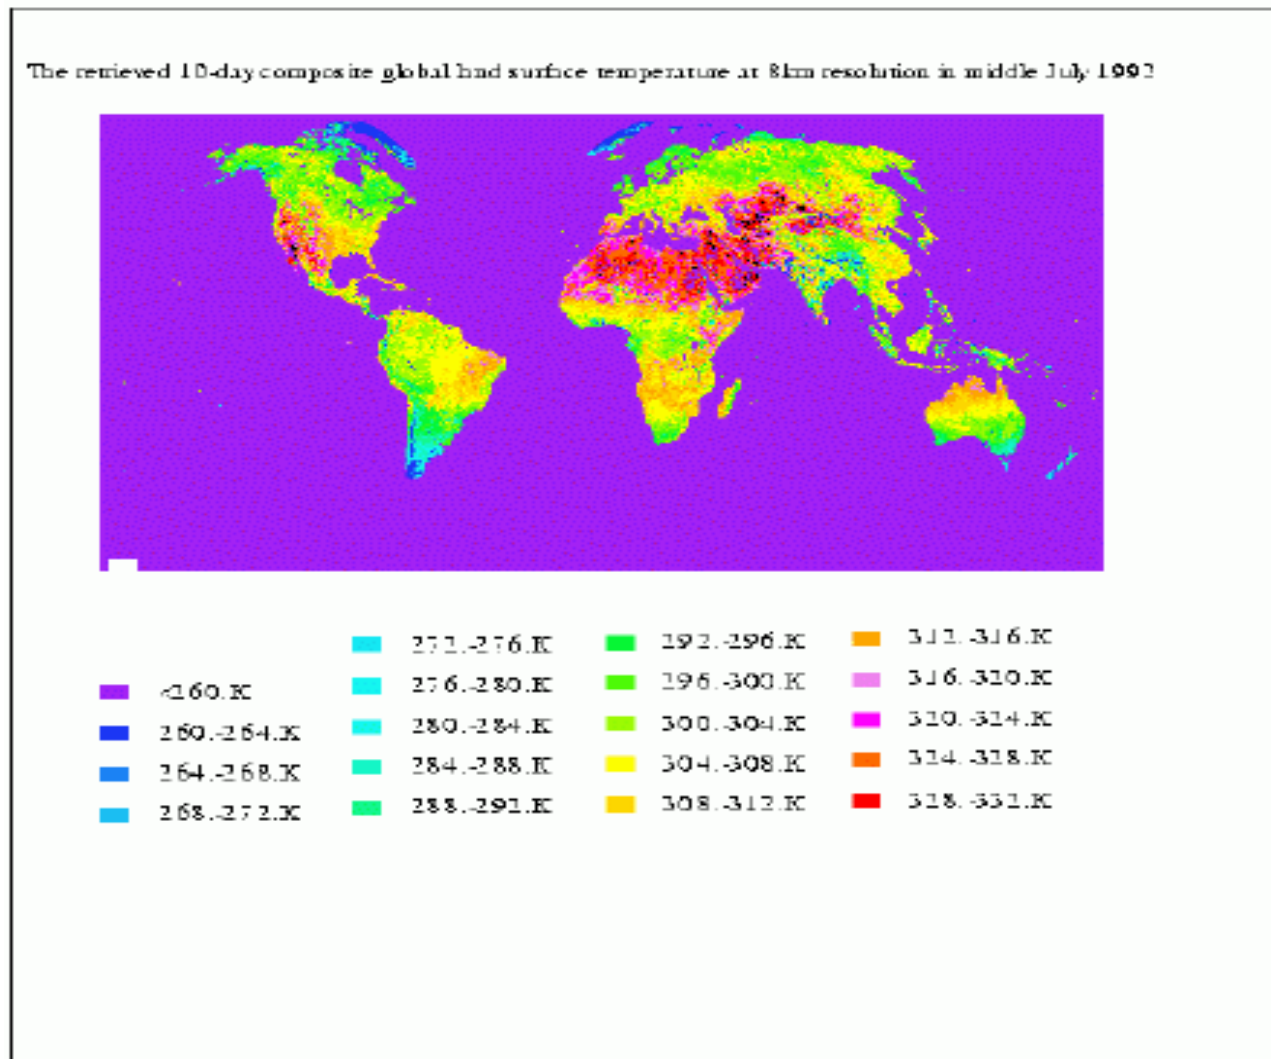 The retrieved 10-day composite global land surface temperature at 8km resolution in middle July 1992
<260.K
260.-264.K
264.-268.K
268.-272.K
272.-276.K
276.-280.K
280.-284.K
284.-288.K
288.-292.K
292.-296.K
296.-300.K
300.-304.K
304.-308.K
308.-312.K
312.-316.K
316.-320.K
320.-324.K
324.-328.K
328.-332.K